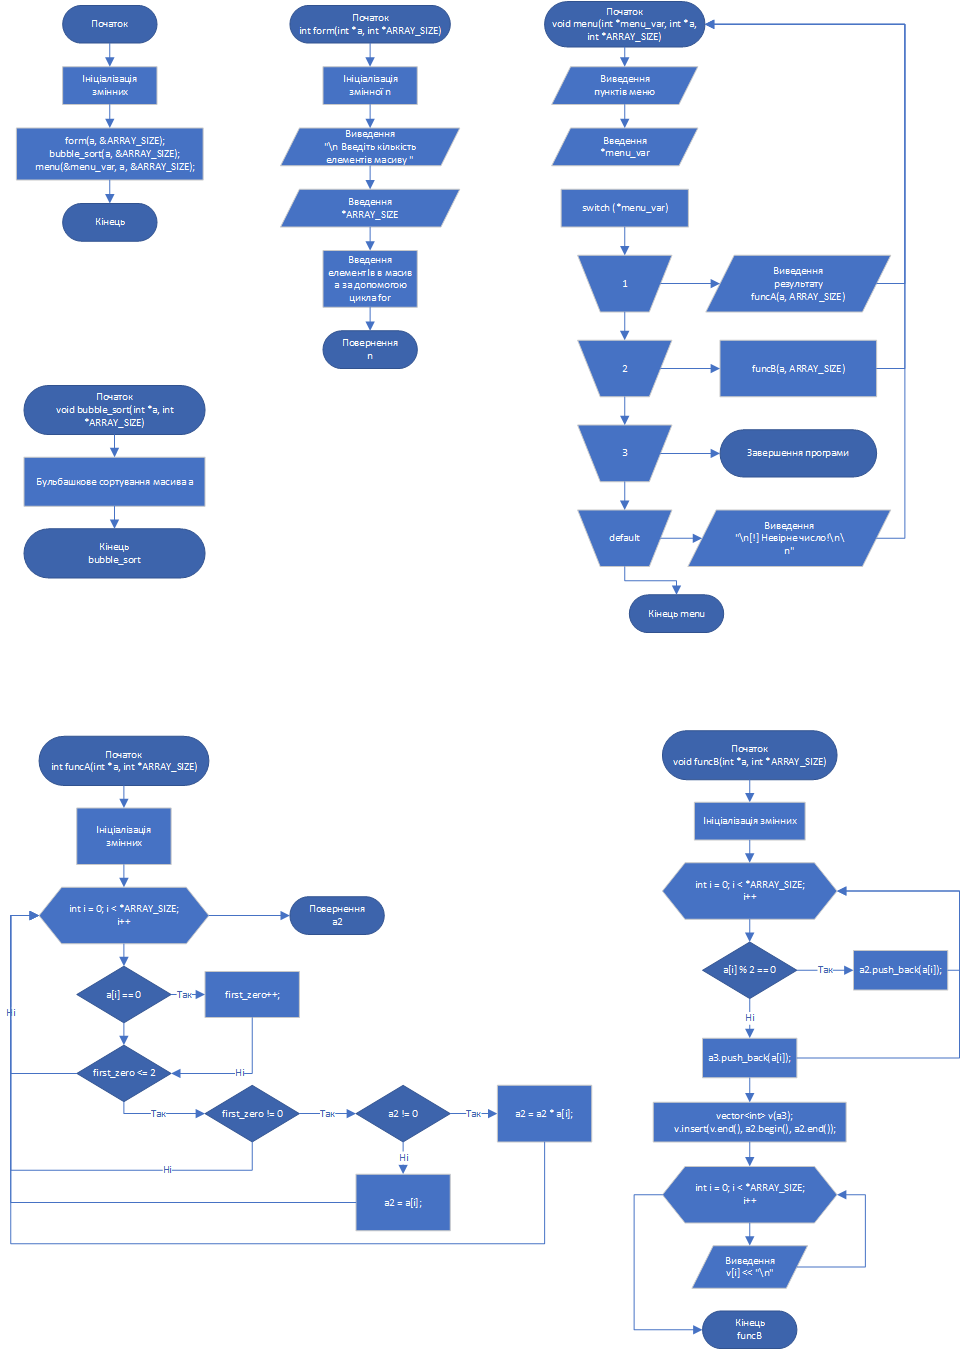 Початок
Ініціалізація
змінних
form(a, &ARRAY_SIZE);
bubble_sort(a, &ARRAY_SIZE);
menu(&menu_var, a, &ARRAY_SIZE);
Кінець
Початок
int form(int *a, int *ARRAY_SIZE)
Ініціалізація
змінної n
Виведення
"\n Введіть кількість
елементів масиву "
Введення
*ARRAY_SIZE
Введення
елементів в масив
а за допомогою
цикла for
Повернення
n
Початок
void menu(int *menu_var, int *a,
int *ARRAY_SIZE)
Виведення
пунктів меню
Введення
*menu_var
switch (*menu_var)
1
Виведення
результату
funcA(a, ARRAY_SIZE)
2
funcB(a, ARRAY_SIZE)
3
Завершення програми
default
Виведення
"\n[!] Невірне число!\n\
n"
Кінець menu
Початок
void bubble_sort(int *a, int
*ARRAY_SIZE)
Бульбашкове сортування масива а
Кінець
bubble_sort
Початок
int funcA(int *a, int *ARRAY_SIZE)
Ініціалізація
змінних
int i = 0; i < *ARRAY_SIZE;
i++
Повернення
a2
a[i] == 0
Так
first_zero++;
Ні
first_zero <= 2
Ні
Так
first_zero != 0
Так
a2 != 0
Так
a2 = a2 * a[i];
Ні
Ні
a2 = a[i];
Початок
void funcB(int *a, int *ARRAY_SIZE)
Ініціалізація змінних
int i = 0; i < *ARRAY_SIZE;
i++
a[i] % 2 == 0
Так
a2.push_back(a[i]);
Ні
a3.push_back(a[i]);
vector<int> v(a3);
v.insert(v.end(), a2.begin(), a2.end());
int i = 0; i < *ARRAY_SIZE;
i++
Виведення
v[i] << "\n"
Кінець
funcB